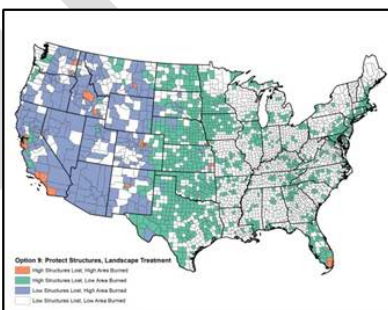 Option 9: Protect Structures, Landscape Treatment
High Structures Lost, High Area Burned
High Structures Lost, Low Area Burned
Low Structures Lost, High Area Burned
Low Structures Lost, Low Area Burned